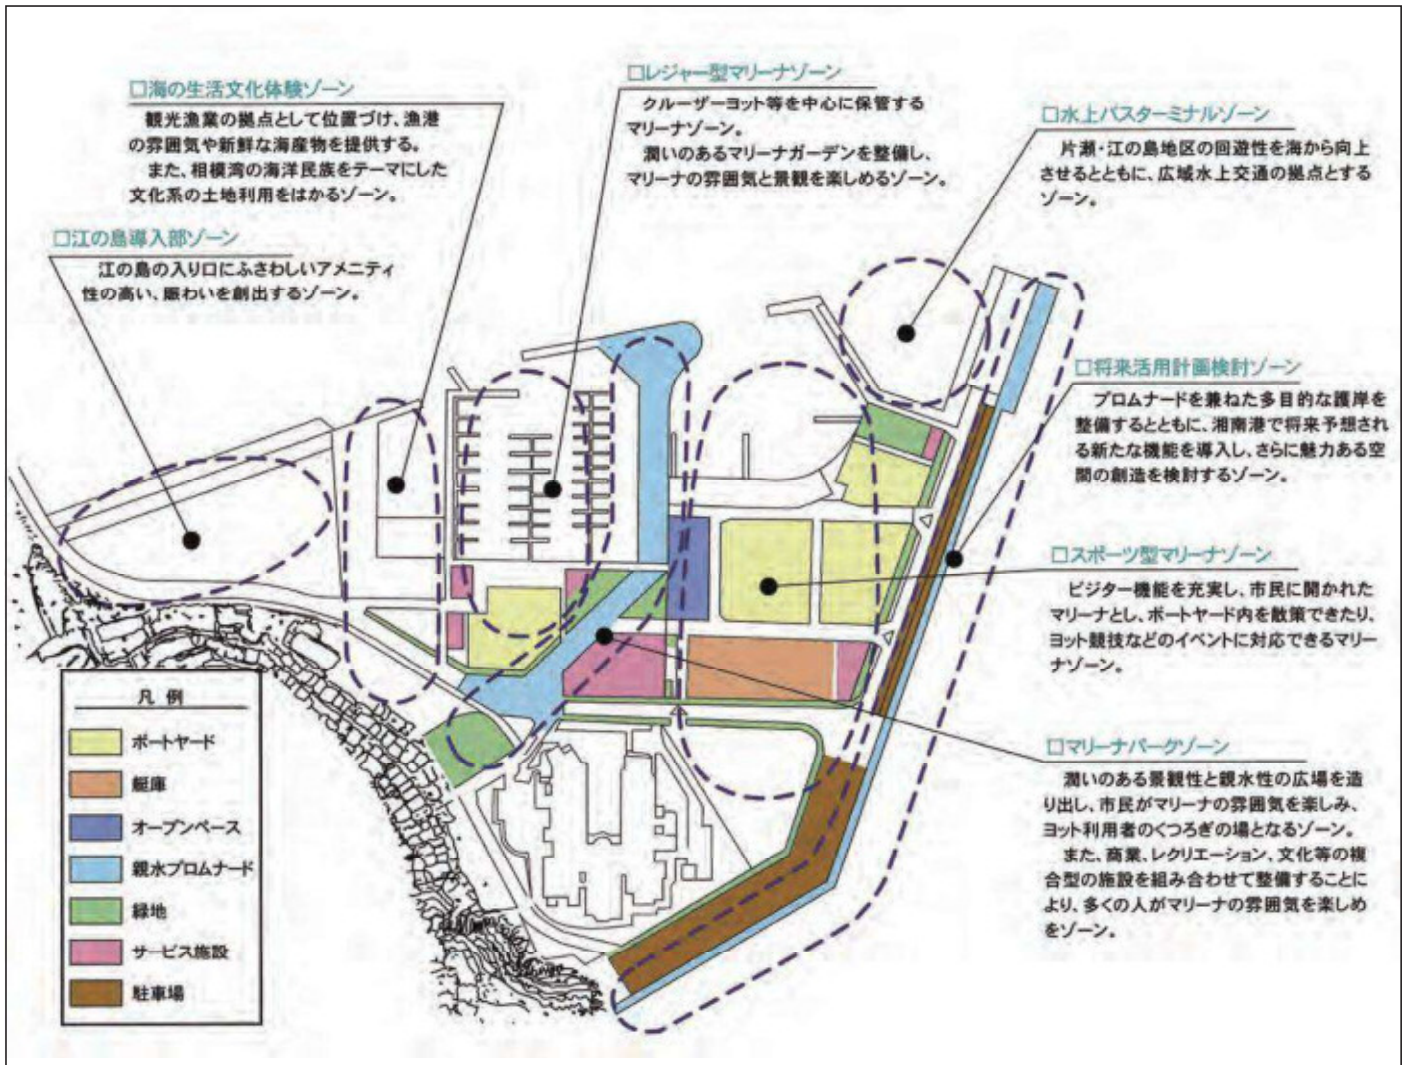 □海の生活文化体験ゾーン
観光漁業の拠点として位置づけ、漁港
の雰囲気や新鮮な海産物を提供する。
また、相模湾の海洋民族をテーマにした
文化系の土地利用をはかるゾーン。
□レジャー型マリーナゾーン
クルーザーヨット等を中心に保管する
マリーナゾーン。
潤いのあるマリーナガーデンを整備し、
マリーナの雰囲気と景観を楽しめるゾーン。
□水上バスターミナルゾーン
片瀬・江の島地区の回遊性を海から向上
させるとともに、広域水上交通の拠点とする
ゾーン。
□江の島導入部ゾーン
江の島の入り口にふさわしいアメニティ
性の高い、賑わいを創出するゾーン。
□将来活用計画検討ゾーン
プロムナードを兼ねた多目的な護岸を
整備するとともに、湘南港で将来予想され
る新たな機能を導入し、さらに魅力ある空
間の創造を検討するゾーン。
□スポーツ型マリーナゾーン
ビジター機能を充実し、市民に開かれた
マリーナとし、ボートヤード内を散策できたり、
ヨット競技などのイベントに対応できるマリー
ナゾーン。
□マリーナパークゾーン
潤いのある景観性と親水性の広場を造
り出し、市民がマリーナの雰囲気を楽しみ、
ヨット利用者のくつろぎの場となるゾーン。
また、商業、レクリエーション、文化等の複
合型の施設を組み合わせて整備することに
より、多くの人がマリーナの雰囲気を楽しめ
をゾーン。
凡例
ボートヤード
艇庫
オープンペース
親水プロムナード
緑地
サービス施設
駐車場